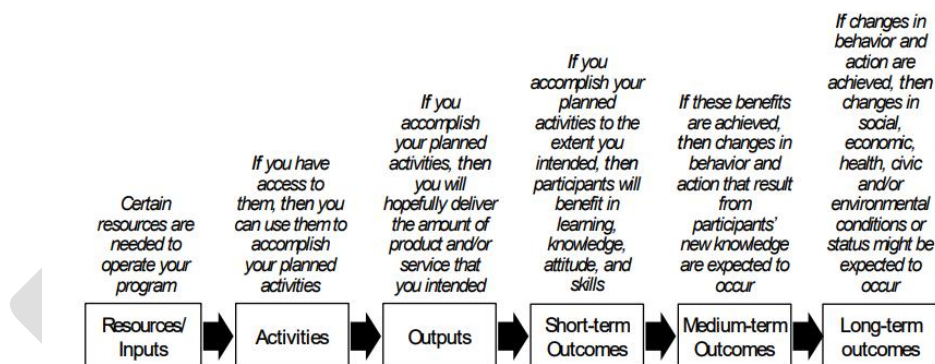 Certain
resources are
needed to
operate your
program
If you have
access to
them, then you
can use them to
accomplish
your planned
activities
If you
accomplish
your planned
activities, then
you will
hopefully deliver
the amount of
product and/or
service that
you intended
If you
accomplish your
planned
activities to the
extent you
intended, then
participants will
benefit in
learning,
knowledge,
attitude, and
skills
If these benefits
are achieved,
then changes in
behavior and
action that result
from
participants'
new knowledge
are expected to
occur
If changes in
behavior and
action are
achieved, then
changes in
social,
economic,
health, civic
and/or
environmental
conditions or
status might be
expected to
occur
Resources/
Inputs
Activities
Outputs
Short-term
Outcomes
Medium-term
Outcomes
Long-term
outcomes